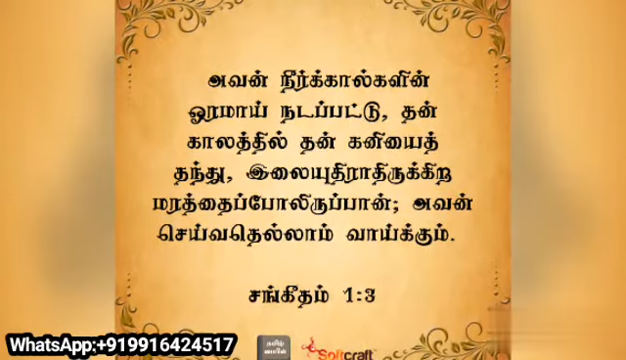 அவன் நீர்க்கால்களின்
ஓரமாய் நடப்பட்டு, தன்
காலத்தில் தன் கனியைத்
தந்து, இலையுதிராதிருக்கிற
மரத்தைப்போலிருப்பான்; அவன்
செய்வதெல்லாம் வாய்க்கும்.
சங்கீதம் 1:3
WhatsApp:+919916424517
தமிழ்
பைபிள்
Softcraft